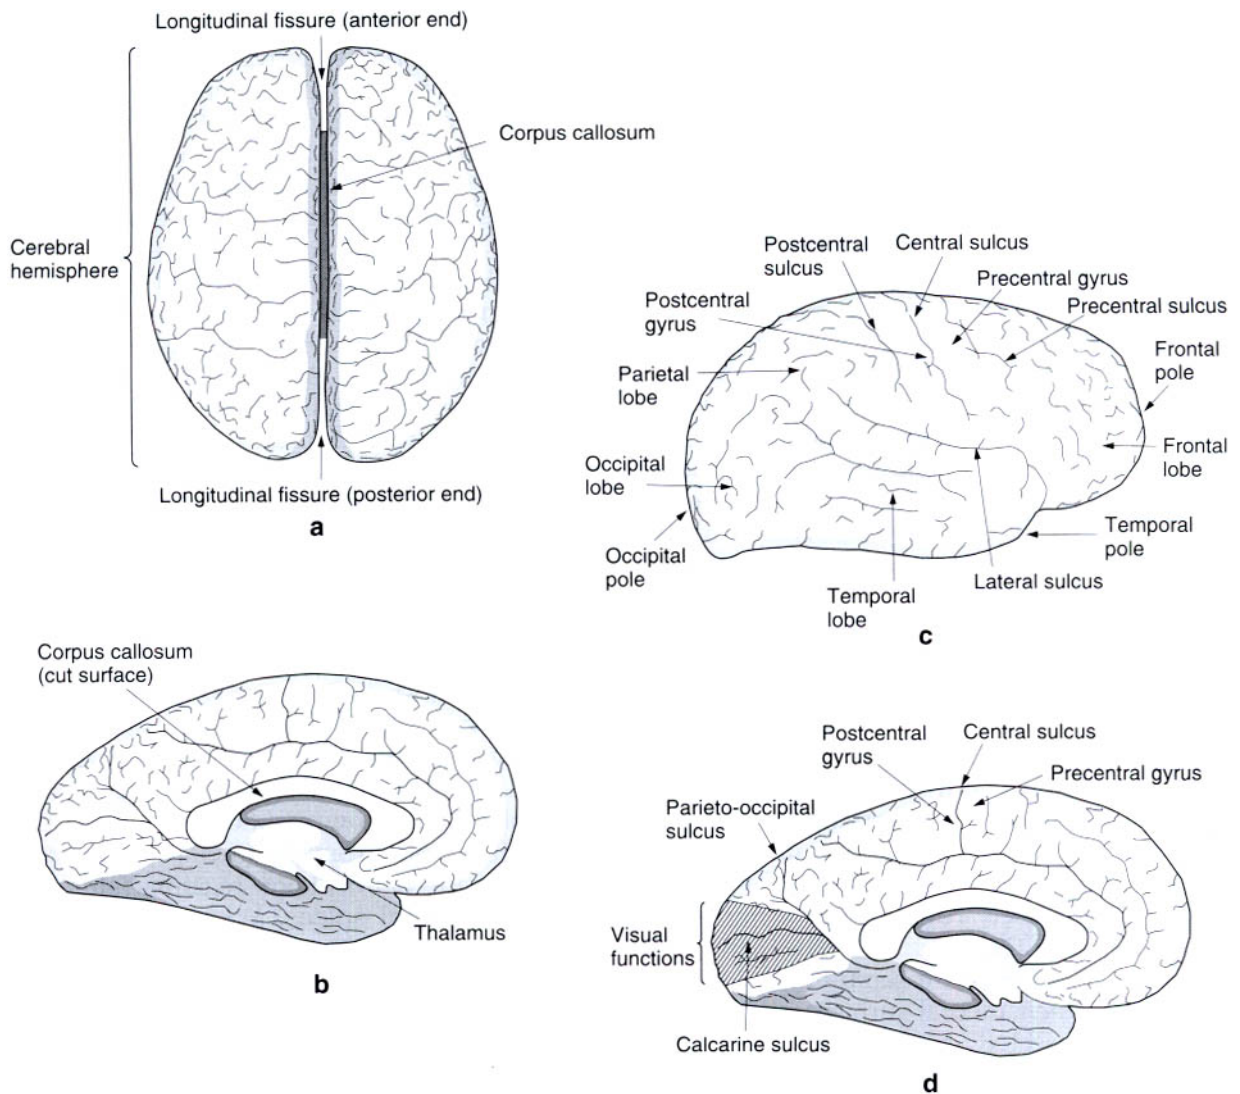 Longitudinal fissure (anterior end)
Corpus callosum
Cerebral
hemisphere
Longitudinal fissure (posterior end)
a
Postcentral
sulcus
Central sulcus
Precentral gyrus
Precentral sulcus
Postcentral
gyrus
Frontal
pole
Parietal
lobe
Frontal
lobe
Occipital
lobe
Temporal
pole
Occipital
pole
Lateral sulcus
Temporal
lobe
c
Corpus callosum
(cut surface)
Thalamus
b
Postcentral
gyrus
Central sulcus
Precentral gyrus
Parieto-occipital
sulcus
Visual
functions
Calcarine sulcus
d